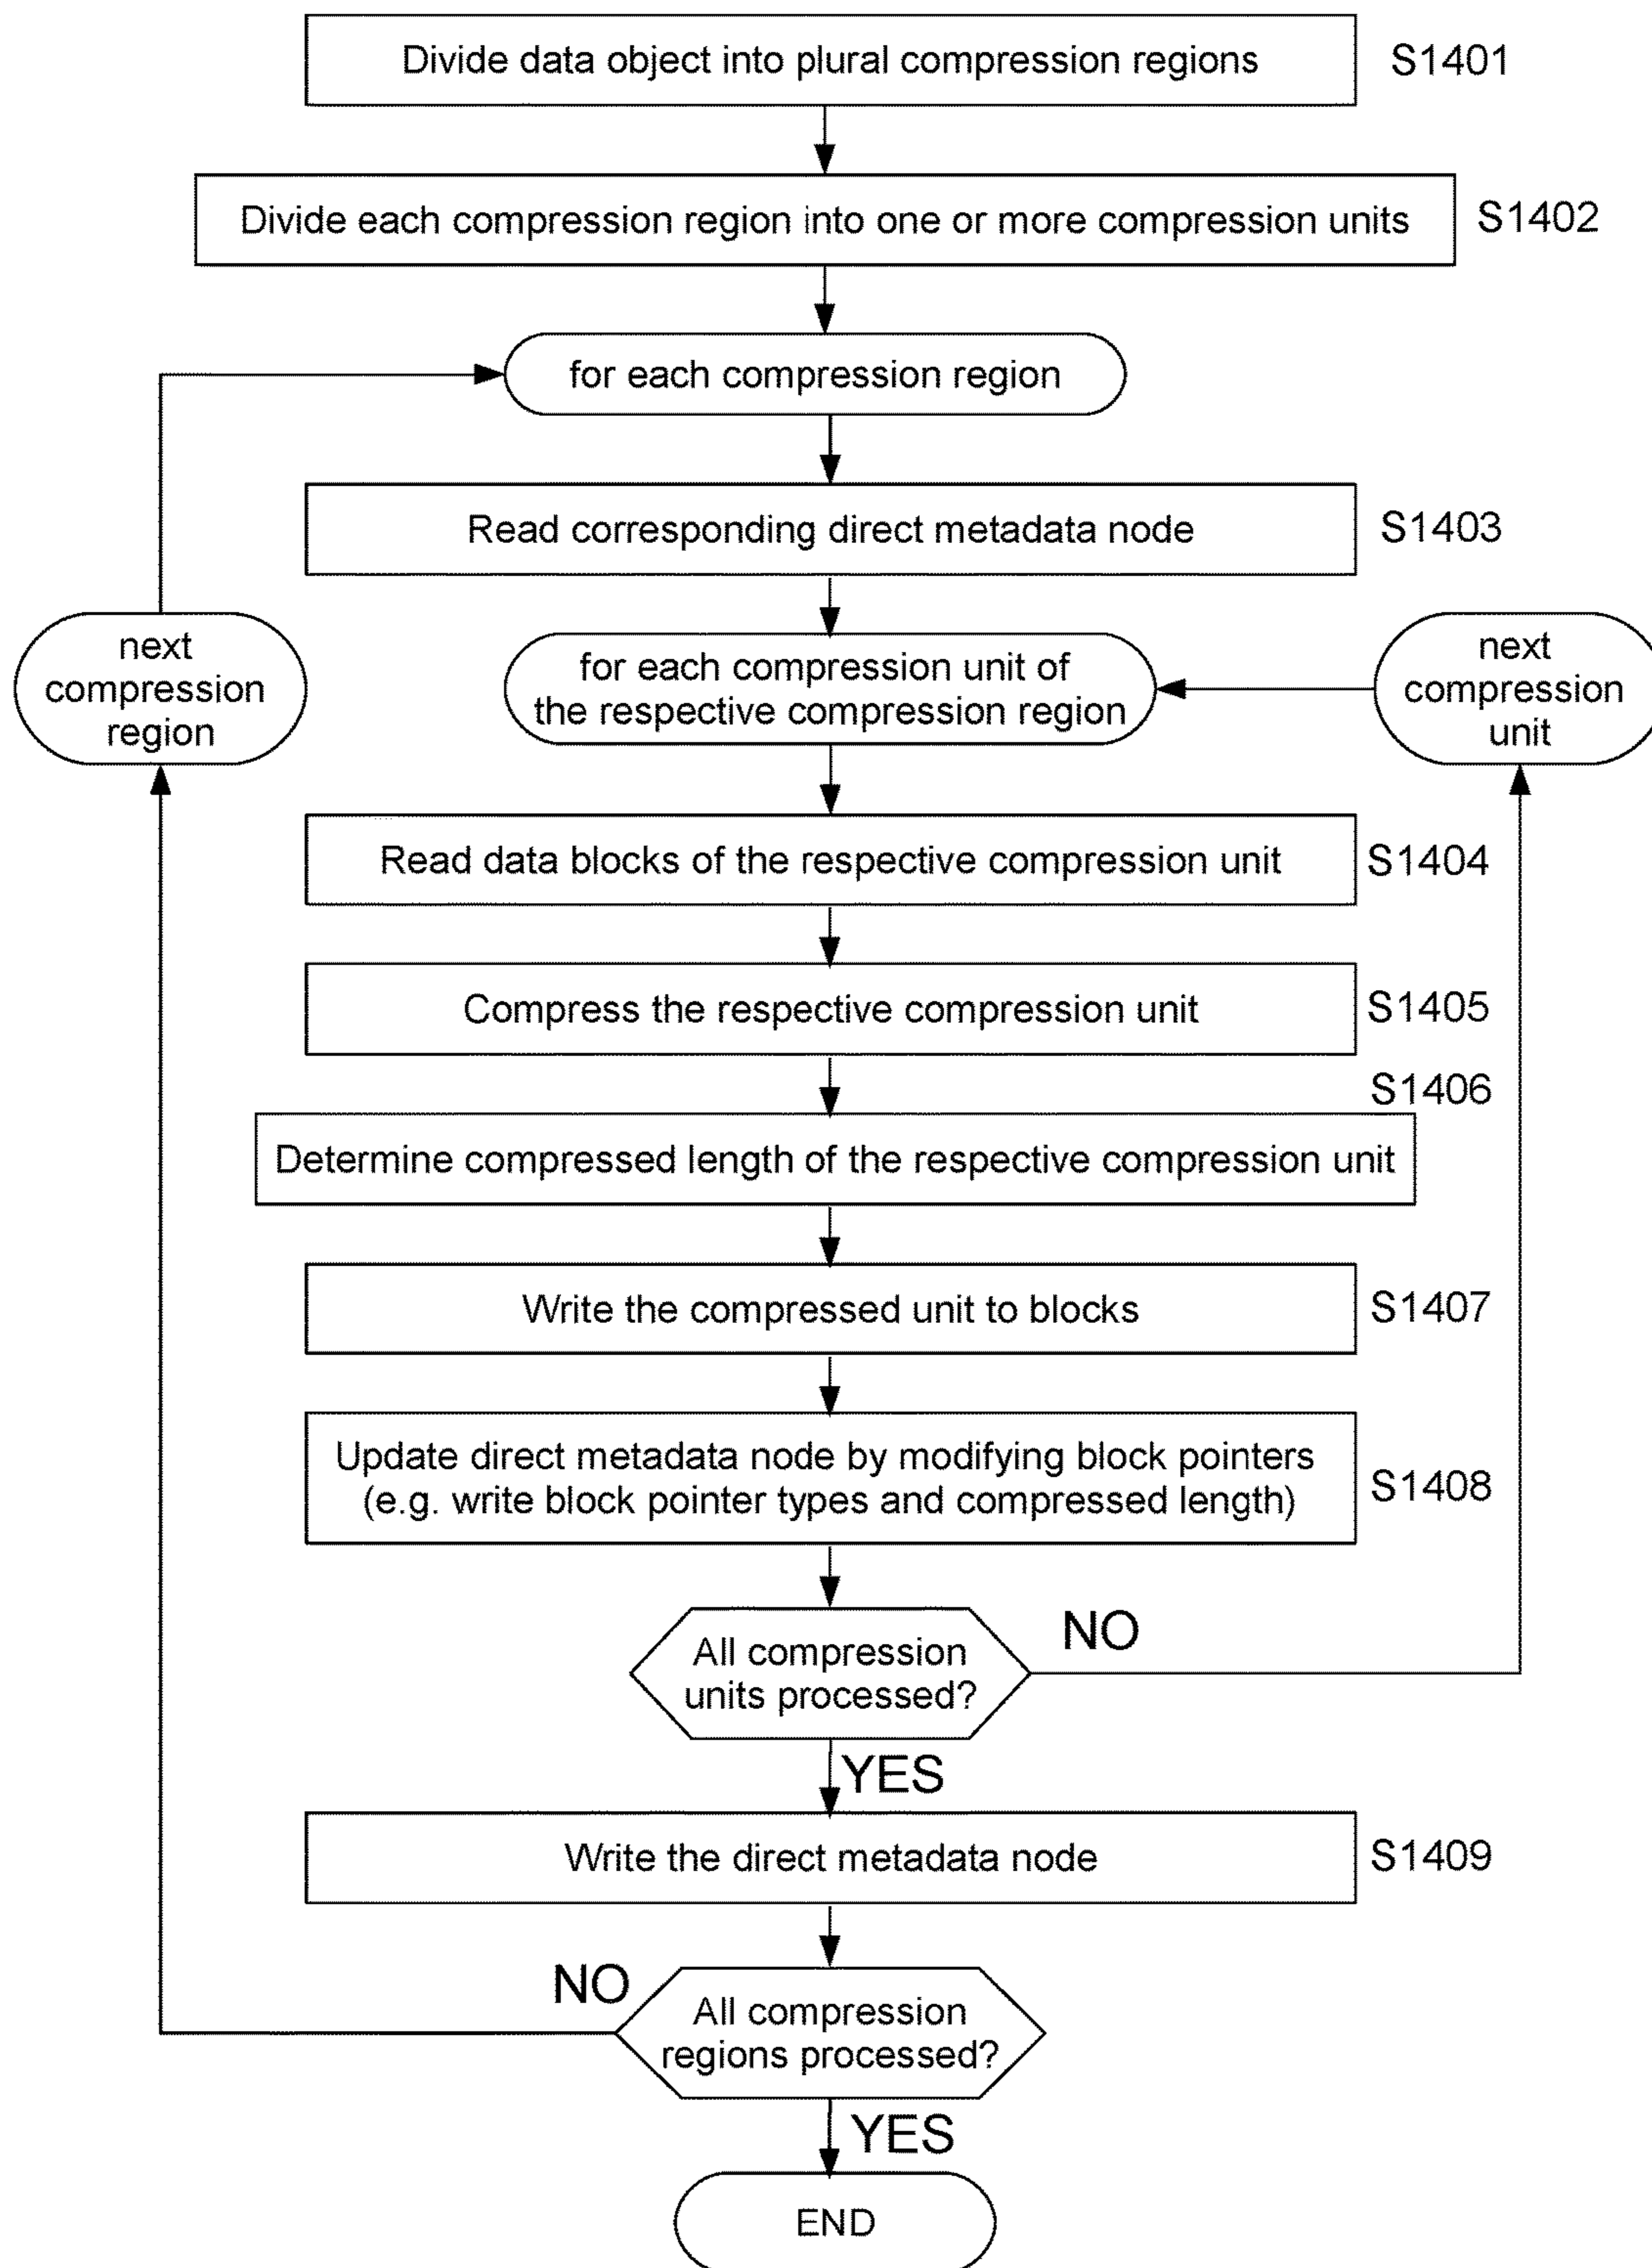 Divide data object into plural compression regions
S1401
Divide each compression region into one or more compression units
S1402
for each compression region
Read corresponding direct metadata node
S1403
next
compression
region
for each compression unit of
the respective compression region
next
compression
unit
Read data blocks of the respective compression unit
S1404
Compress the respective compression unit
S1405
S1406
Determine compressed length of the respective compression unit
Write the compressed unit to blocks
S1407
Update direct metadata node by modifying block pointers
(e.g. write block pointer types and compressed length)
S1408
All compression
units processed?
NO
YES
Write the direct metadata node
S1409
NO
All compression
regions processed?
YES
END